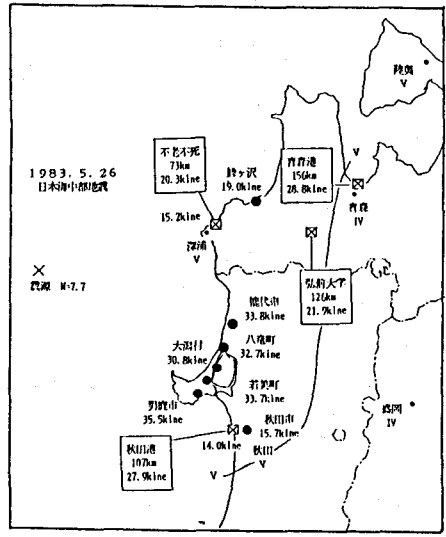 陸奥
V
不老不死
73km
20.3kine
鰺ヶ沢
19.0kine
青森港
156km
28.8kine
V
1983.5.26
日本海中部地震
15.2kine
深浦
V
青森
IV
震源 M=7.7
弘前大学
126km
21.9kine
能代市
33.8kine
八竜町
32.7kine
大潟村
30.8kine
若美町
33.7kine
男鹿市
35.5kine
盛岡
IV
秋田市
15.7kine
秋田港
107km
27.9kine
14.0kine
秋田
V
V